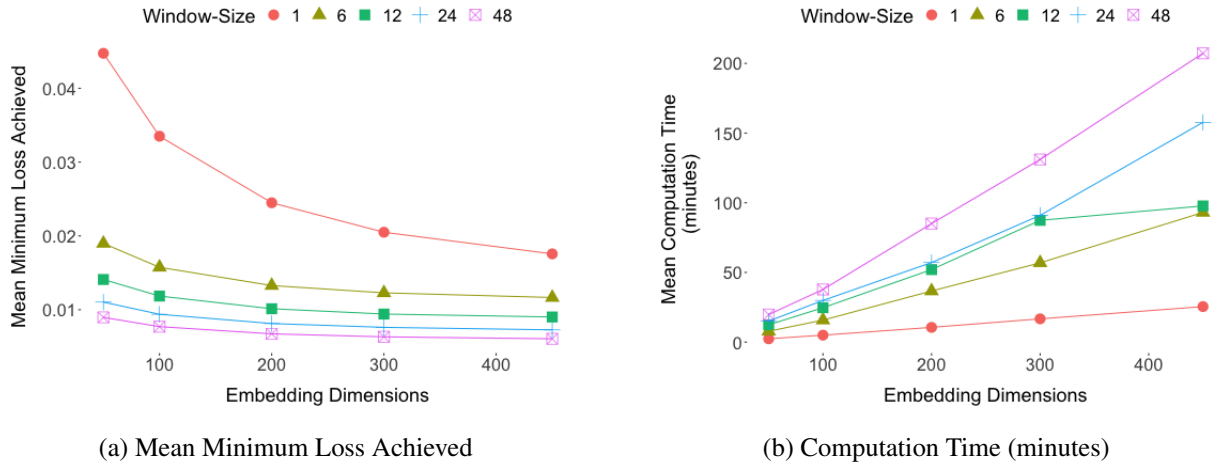 Window-Size 1 6 12 24 48
Mean Minimum Loss Achieved
0.04
0.03
0.02
0.01
100 200 300 400
Embedding Dimensions
(a) Mean Minimum Loss Achieved
Window-Size 1 6 12 24 48
Mean Computation Time
(minutes)
200
150
100
50
0
100 200 300 400
Embedding Dimensions
(b) Computation Time (minutes)